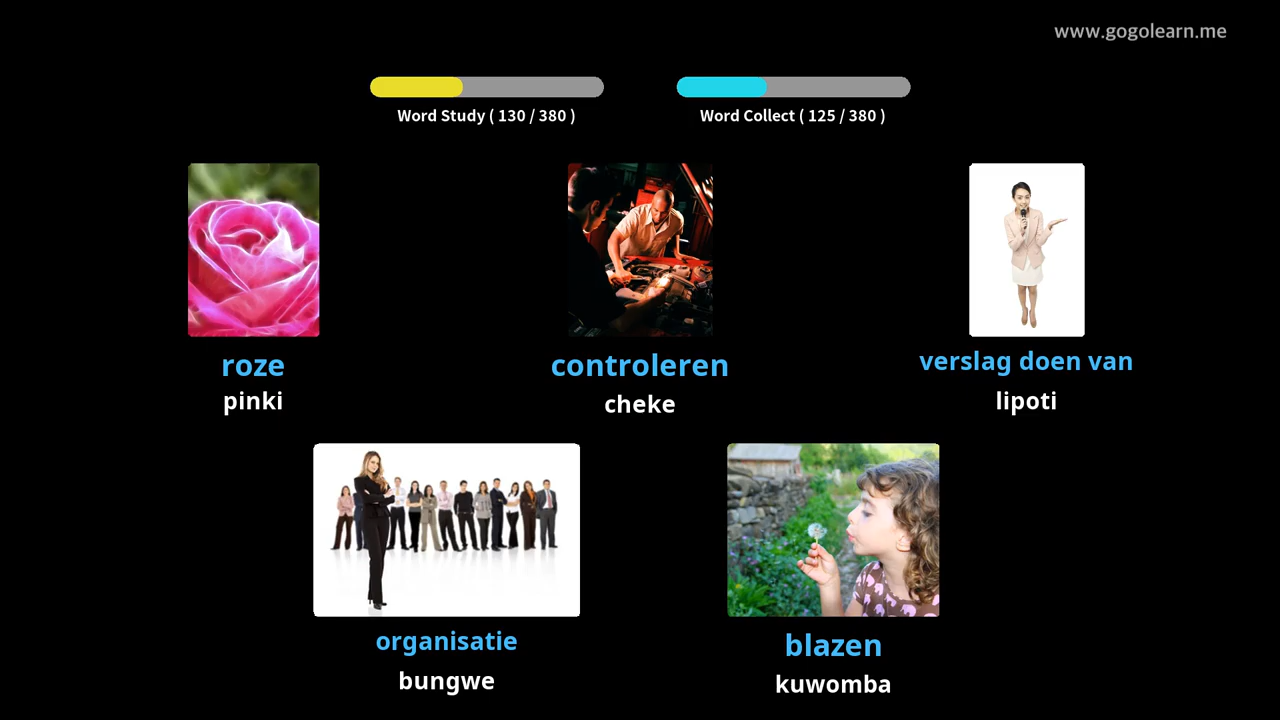 www.gogolearn.me
Word Study ( 130 / 380 )
Word Collect ( 125 / 380 )
roze
pinki
controleren
cheke
verslag doen van
lipoti
organisatie
bungwe
blazen
kuwomba